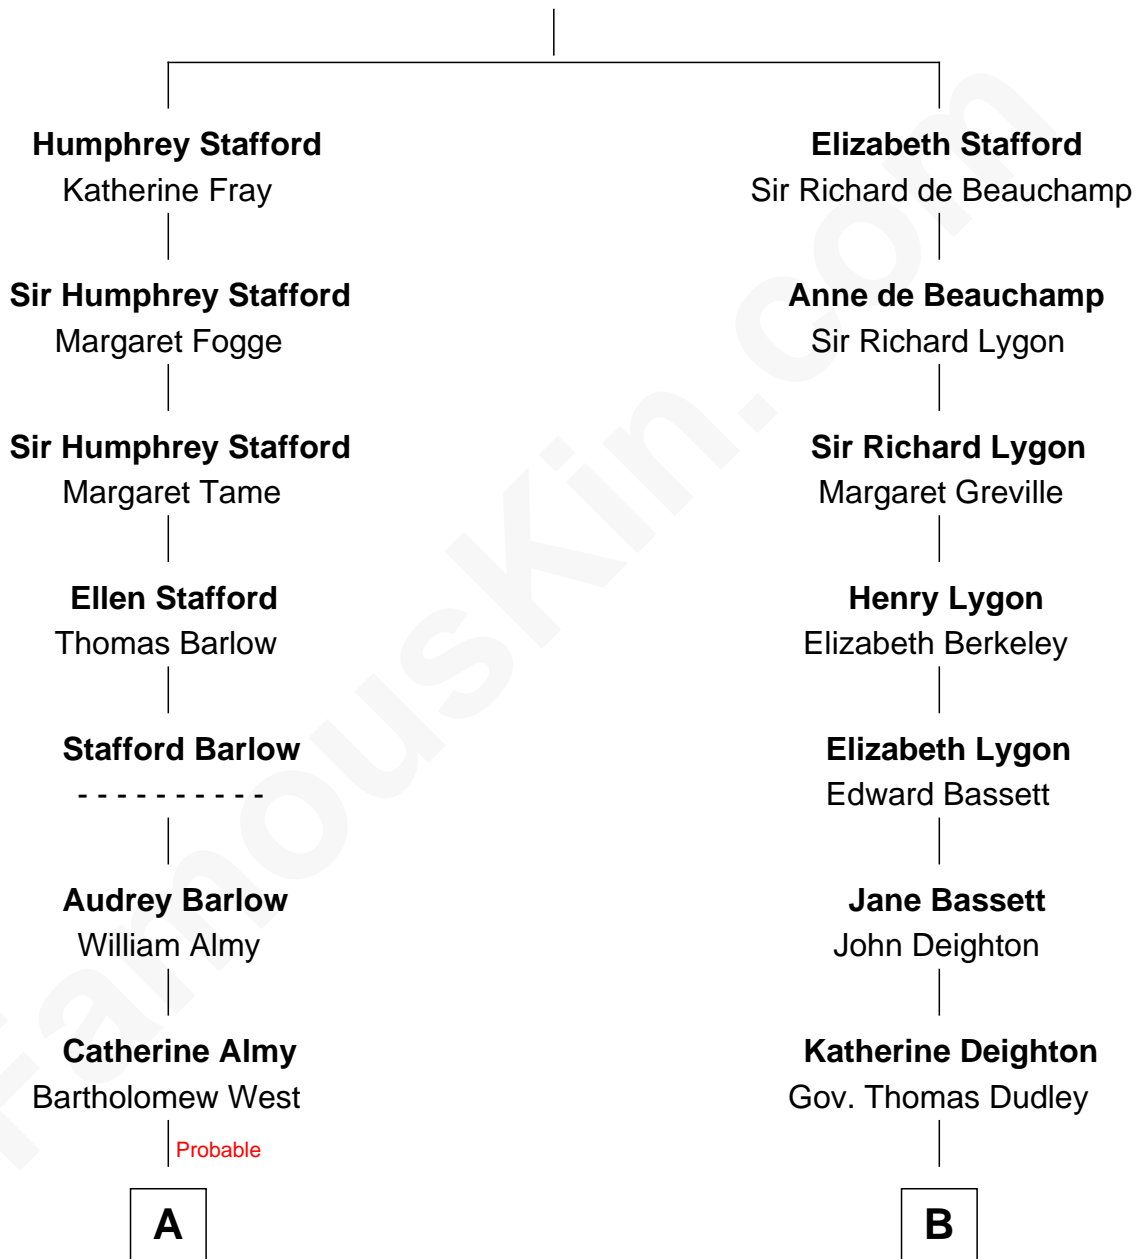 Humphrey Stafford
Katherine Fray
Sir Humphrey Stafford
Margaret Fogge
Sir Humphrey Stafford
Margaret Tame
Ellen Stafford
Thomas Barlow
Stafford Barlow
- - - - - - - - - -
Audrey Barlow
William Almy
Catherine Almy
Bartholomew West
Probable
A
Elizabeth Stafford
Sir Richard de Beauchamp
Anne de Beauchamp
Sir Richard Lygon
Sir Richard Lygon
Margaret Greville
Henry Lygon
Elizabeth Berkeley
Elizabeth Lygon
Edward Bassett
Jane Bassett
John Deighton
Katherine Deighton
Gov. Thomas Dudley
B
FamousKin.com